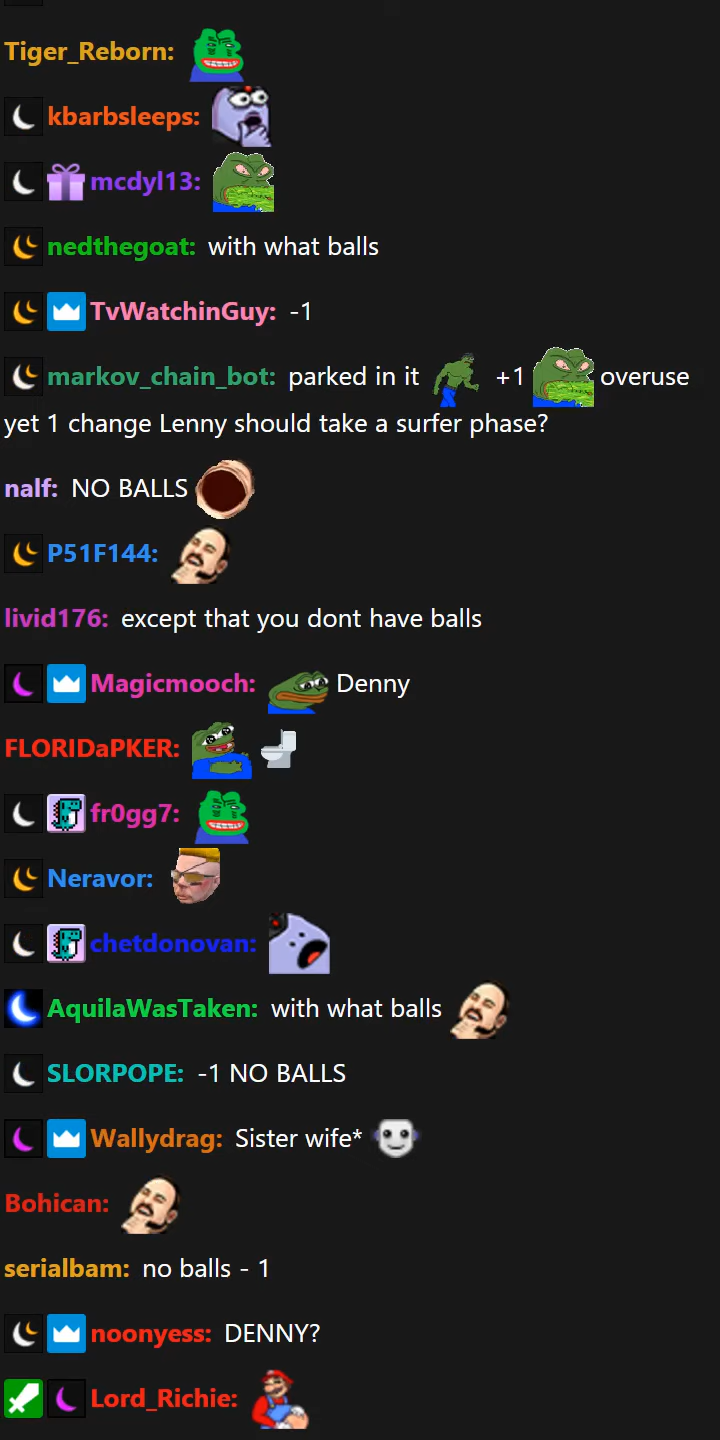 Tiger_Reborn:
kbarbsleeps:
mcdyl13:
nedthegoat: with what balls
TvWatchinGuy: -1
markov_chain_bot: parked in it +1 overuse
yet 1 change Lenny should take a surfer phase?
nalf: NO BALLS
P51F144:
livid176: except that you dont have balls
Magicmooch: Denny
FLORIDaPKER:
fr0gg7:
Neravor:
chetdonovan:
AquilaWasTaken: with what balls
SLORPOPE: -1 NO BALLS
Wallydrag: Sister wife*
Bohican:
serialbam: no balls - 1
noonyess: DENNY?
Lord_Richie: